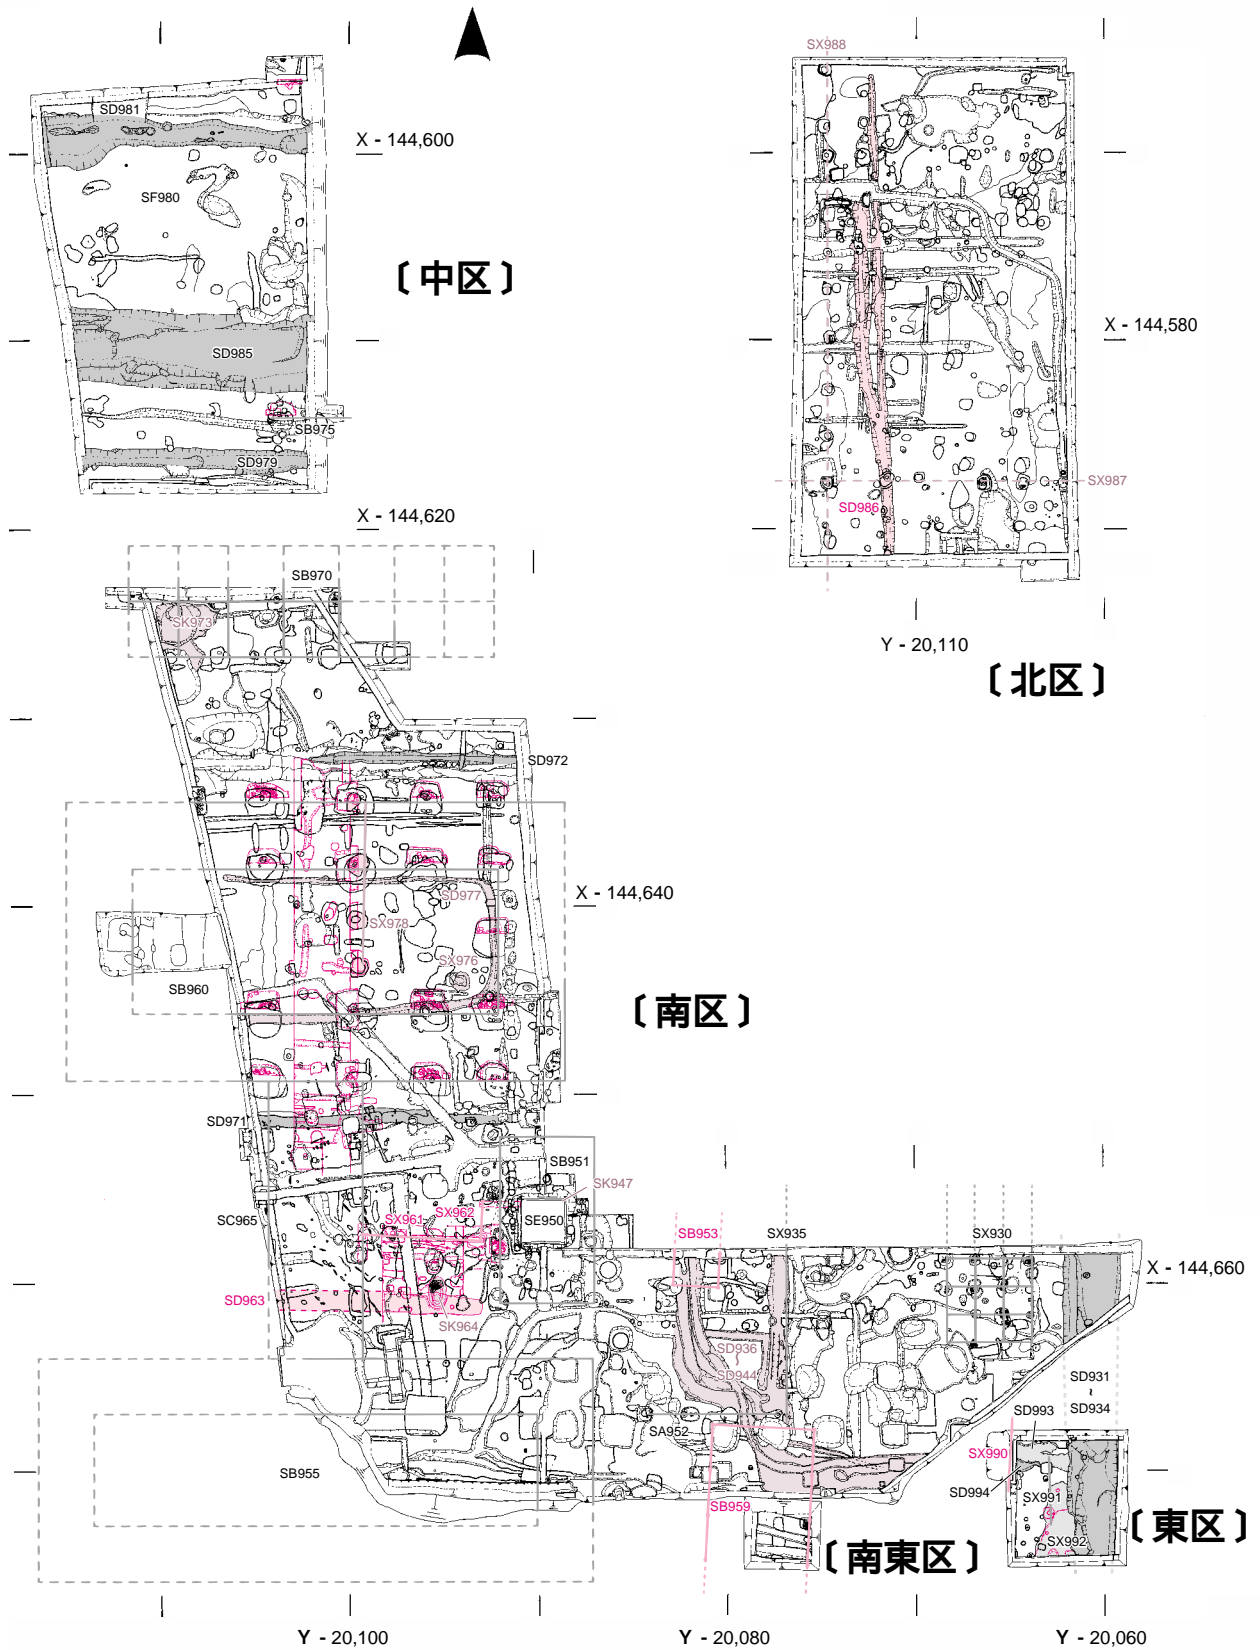 SX988
SD981
X - 144,600
SF980
〔中区〕
X - 144,580
SD985
SB975
SD979
SX987
SD986
X - 144,620
SB970
SK973
Y - 20,110
〔北区〕
SD972
SD977
X - 144,640
SX978
SX976
SB960
〔南区〕
SD971
SB951
SK947
SC965
SX961
SX962
SE950
SB953
SX935
SX930
X - 144,660
SD963
SK964
SD936
~
SD944
SD931
~
SD934
SD993
SA952
SX990
SB955
SD994
SX991
SB959
SX992
〔東区〕
〔南東区〕
Y - 20,100
Y - 20,080
Y - 20,060